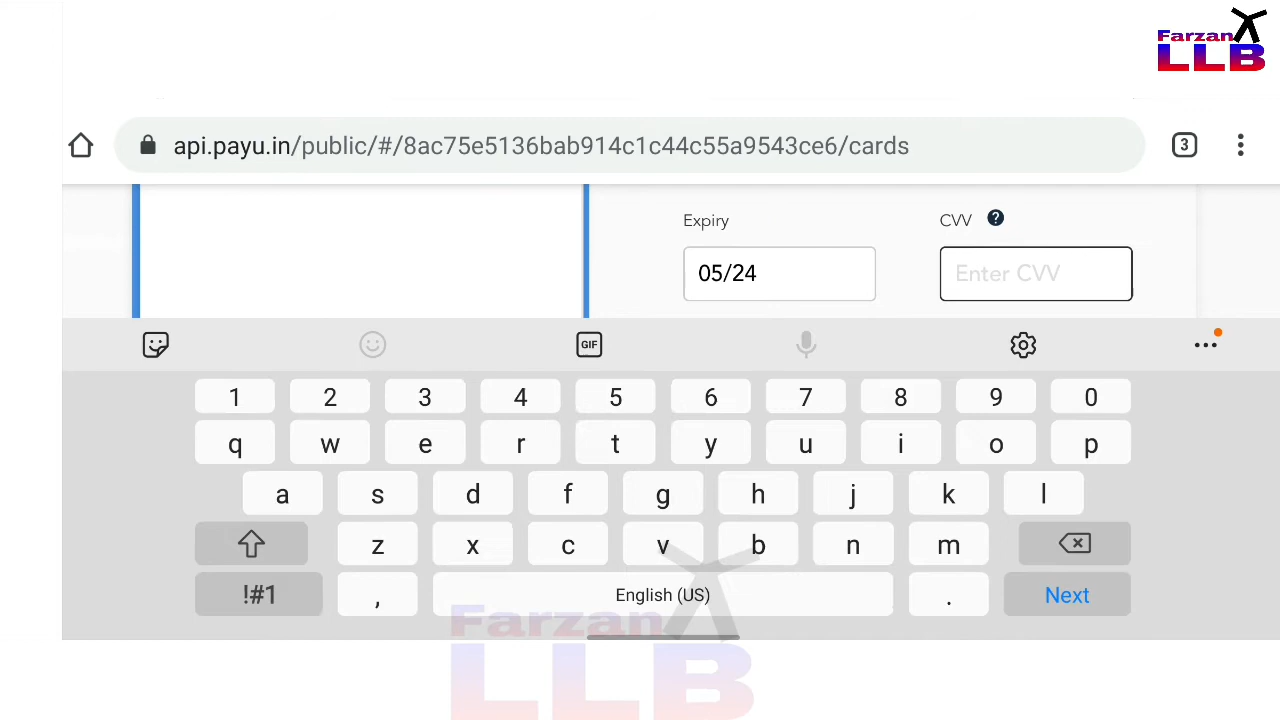 Farzan
LLB
api.payu.in/public/#/8ac75e5136bab914c1c44c55a9543ce6/cards
3
Expiry
CVV ?
05/24
Enter CVV
GIF
1 2 3 4 5 6 7 8 9 0
q w e r t y u i o p
a s d f g h j k l
z x c v b n m
!#1 , English (US) . Next
Farzan
LLB